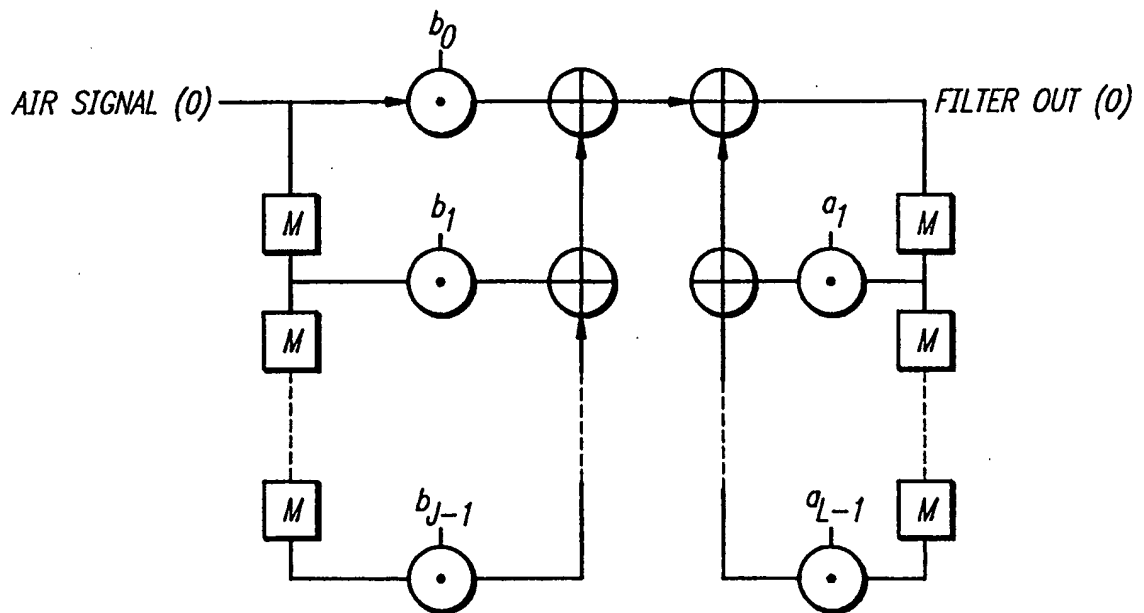 b0
AIR SIGNAL (0)
FILTER OUT (0)
M
b1
a1
M
M
M
M
bJ-1
aL-1
M